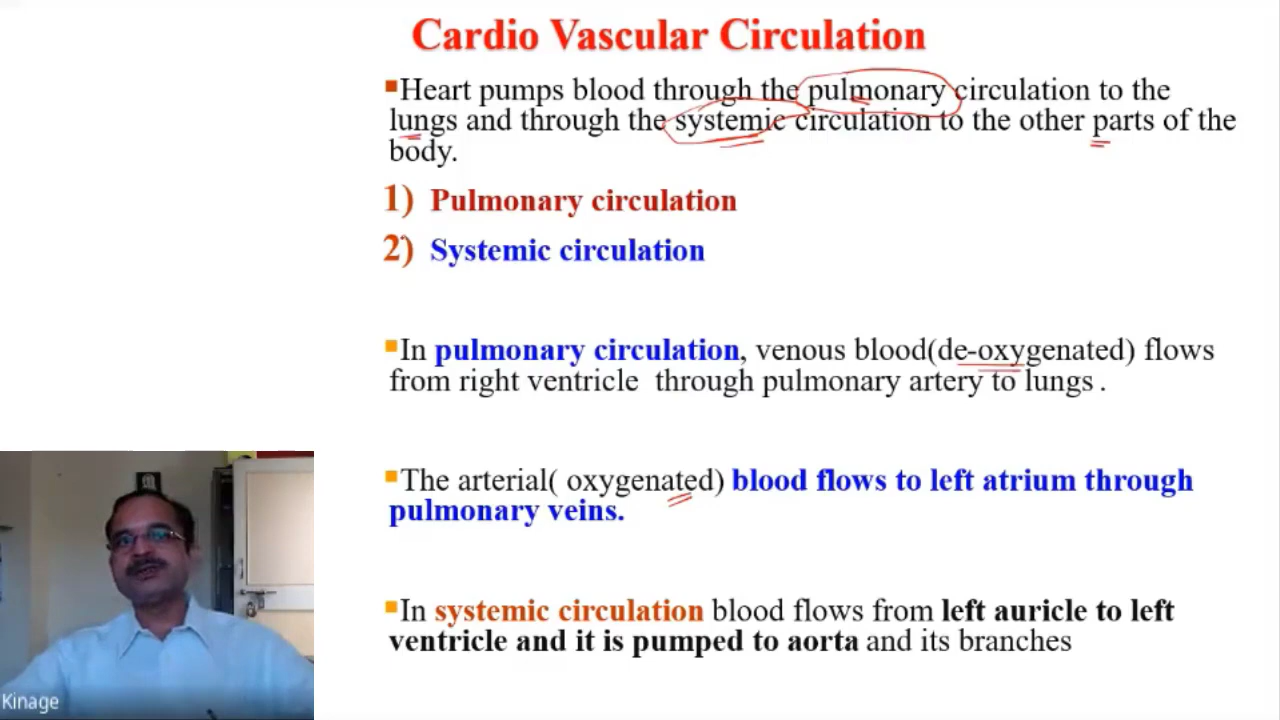 Cardio Vascular Circulation
▪Heart pumps blood through the pulmonary circulation to the
lungs and through the systemic circulation to the other parts of the
body.
1) Pulmonary circulation
2) Systemic circulation
▪In pulmonary circulation, venous blood(de-oxygenated) flows
from right ventricle through pulmonary artery to lungs .
▪The arterial( oxygenated) blood flows to left atrium through
pulmonary veins.
▪In systemic circulation blood flows from left auricle to left
ventricle and it is pumped to aorta and its branches
Kinage